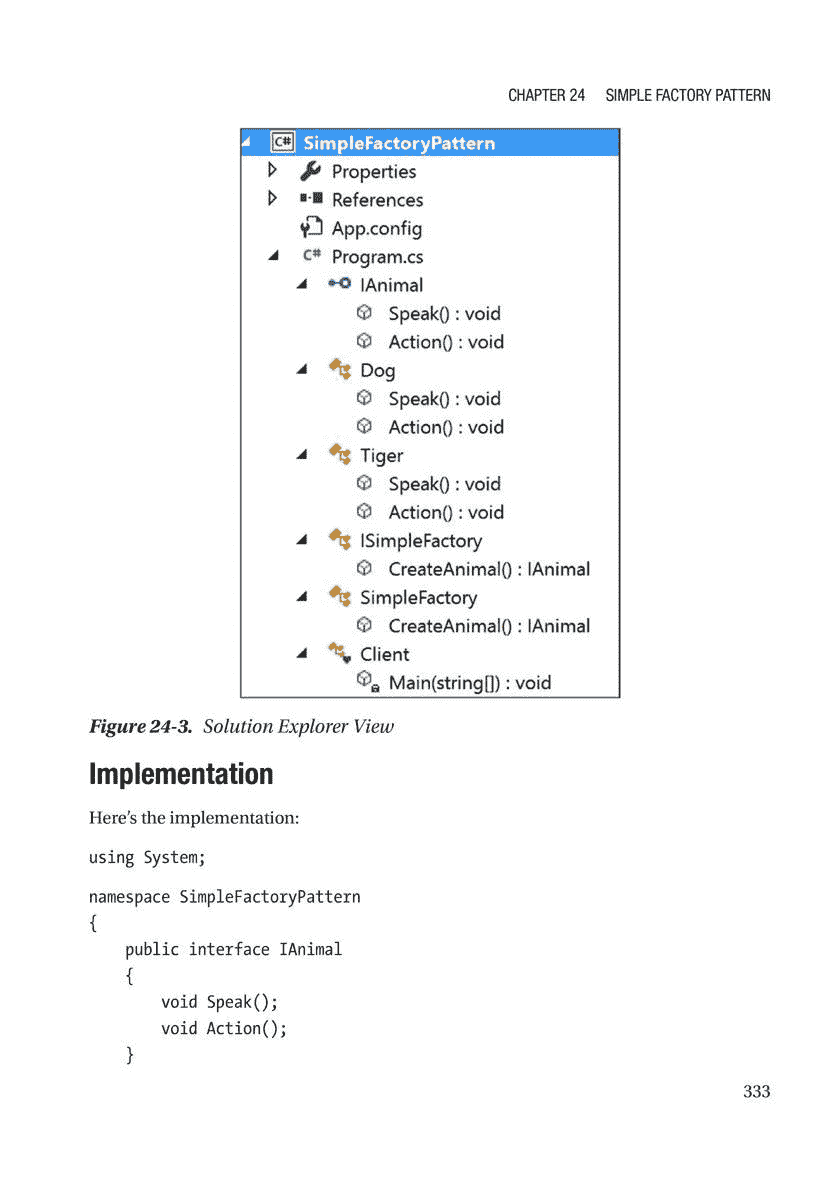 CHAPTER 24 SIMPLE FACTORY PATTERN
C# SimpleFactoryPattern
Properties
References
App.config
C# Program.cs
IAnimal
Speak() : void
Action() : void
Dog
Speak() : void
Action() : void
Tiger
Speak() : void
Action() : void
ISimpleFactory
CreateAnimal() : IAnimal
SimpleFactory
CreateAnimal() : IAnimal
Client
Main(string[]) : void
Figure 24-3. Solution Explorer View
Implementation
Here’s the implementation:
using System;
namespace SimpleFactoryPattern
{
public interface IAnimal
{
void Speak();
void Action();
}
333